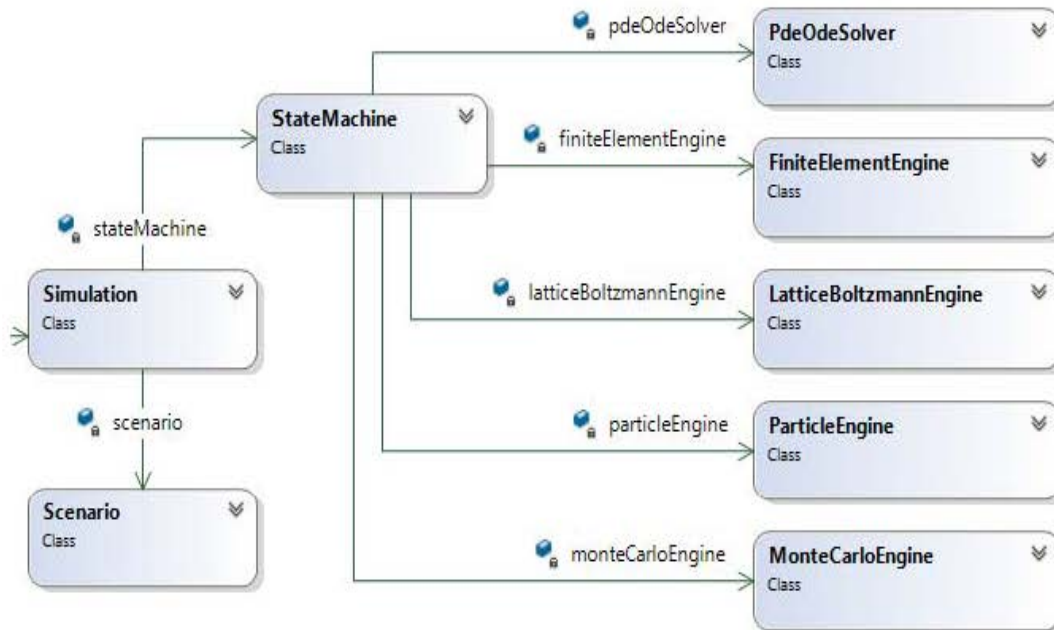 pdeOdeSolver
PdeOdeSolver
Class
StateMachine
Class
finiteElementEngine
FiniteElementEngine
Class
stateMachine
Simulation
Class
latticeBoltzmannEngine
LatticeBoltzmannEngine
Class
scenario
particleEngine
ParticleEngine
Class
Scenario
Class
monteCarloEngine
MonteCarloEngine
Class